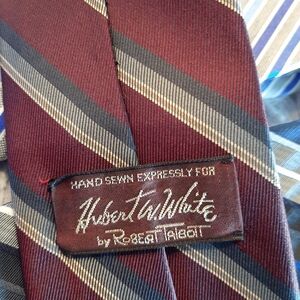 HAND SEWN EXPRESSLY FOR
Hubert W. White
by ROBERT TALBOTT